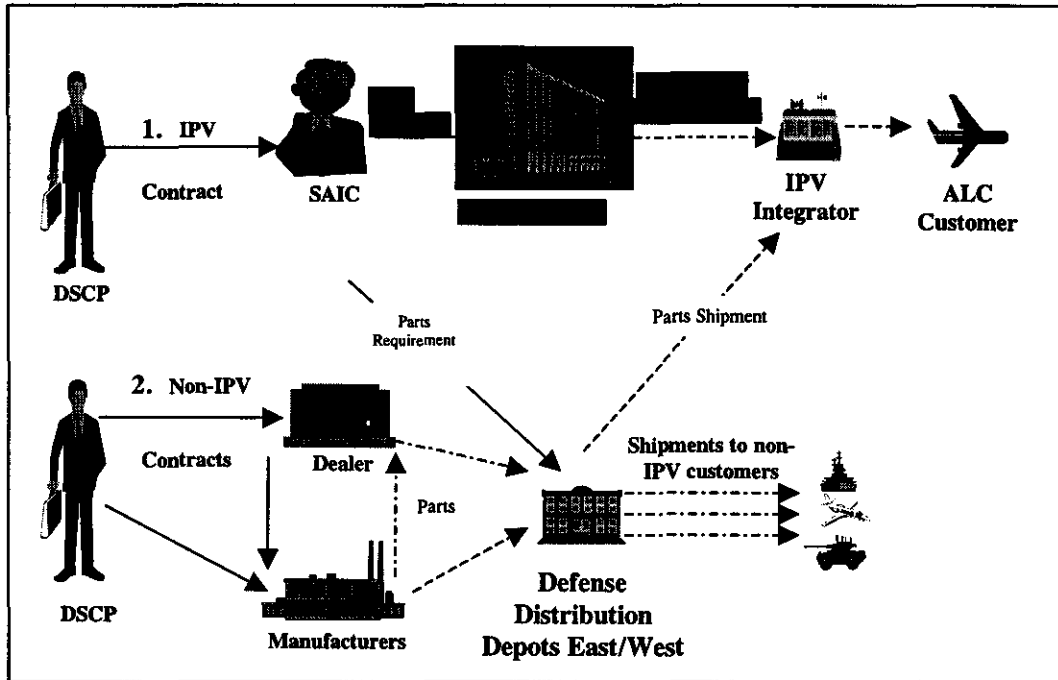 1. IPV
Contract
SAIC
DSCP
IPV
Integrator
ALC
Customer
Parts
Requirement
Parts Shipment
2. Non-IPV
Contracts
Dealer
Parts
Shipments to non-
IPV customers
DSCP
Manufacturers
Defense
Distribution
Depots East/West